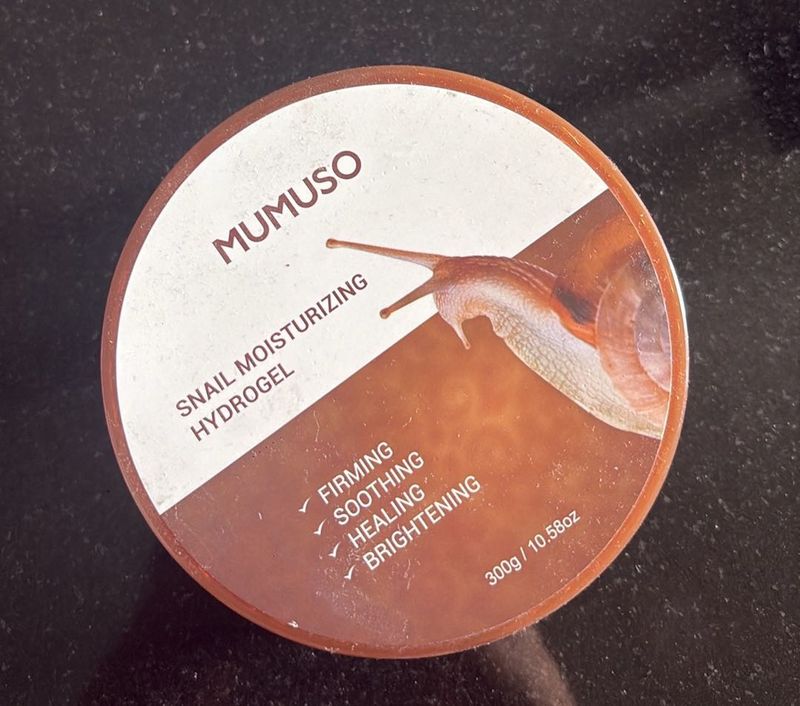 MUMUSO
SNAIL MOISTURIZING
HYDROGEL
✓ FIRMING
✓ SOOTHING
✓ HEALING
✓ BRIGHTENING
300g / 10.58oz